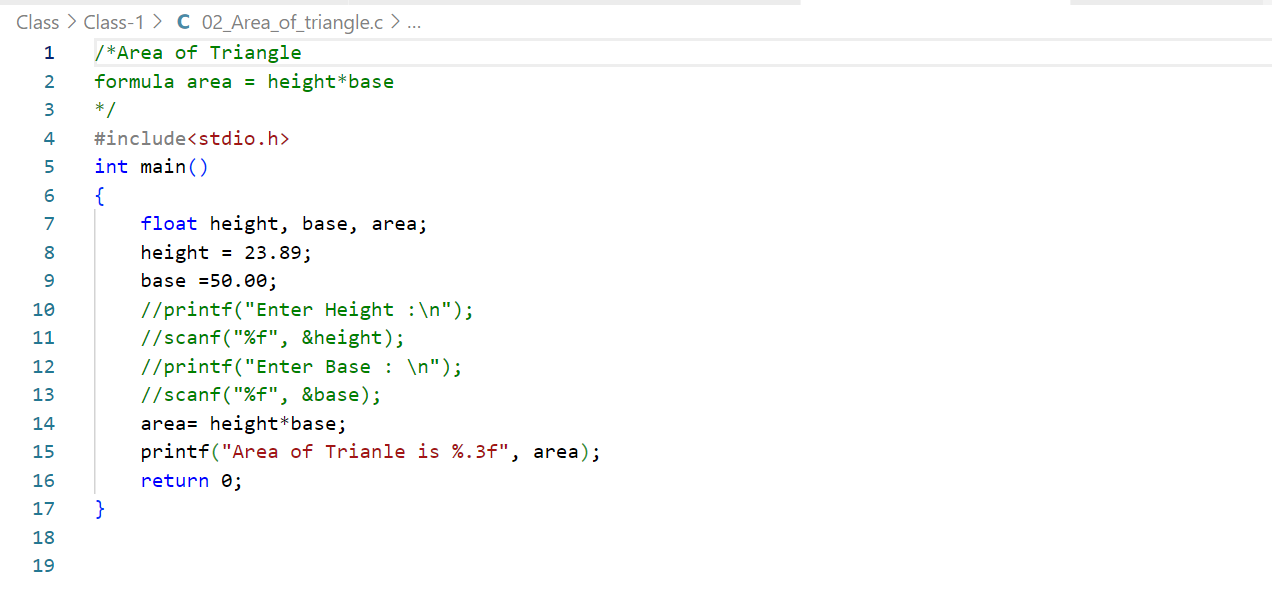 Class > Class-1 > C 02_Area_of_triangle.c > ...
1 /*Area of Triangle
2 formula area = height*base
3 */
4 #include<stdio.h>
5 int main()
6 {
7     float height, base, area;
8     height = 23.89;
9     base =50.00;
10     //printf("Enter Height :\n");
11     //scanf("%f", &height);
12     //printf("Enter Base : \n");
13     //scanf("%f", &base);
14     area= height*base;
15     printf("Area of Trianle is %.3f", area);
16     return 0;
17 }
18
19